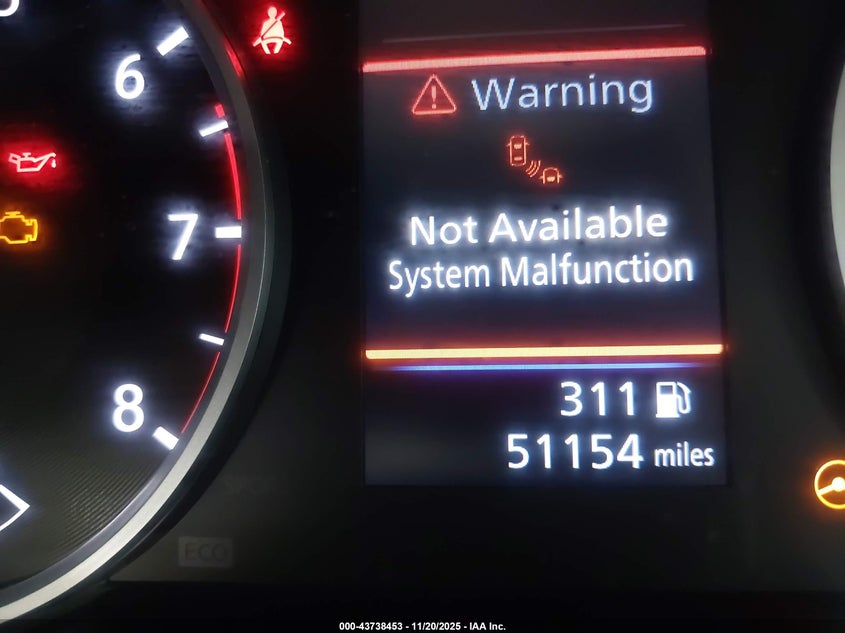 6
7
8
Warning
Not Available
System Malfunction
311
51154 miles
ECO
000-43738453 - 11/20/2025 - IAA Inc.